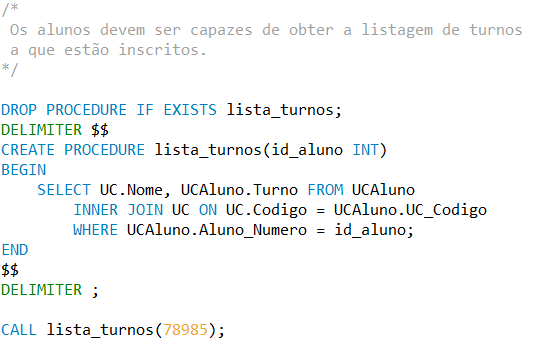 /*
 Os alunos devem ser capazes de obter a listagem de turnos
 a que estão inscritos.
*/

DROP PROCEDURE IF EXISTS lista_turnos;
DELIMITER $$
CREATE PROCEDURE lista_turnos(id_aluno INT)
BEGIN
    SELECT UC.Nome, UCAluno.Turno FROM UCAluno
        INNER JOIN UC ON UC.Codigo = UCAluno.UC_Codigo
        WHERE UCAluno.Aluno_Numero = id_aluno;
END
$$
DELIMITER ;

CALL lista_turnos(78985);